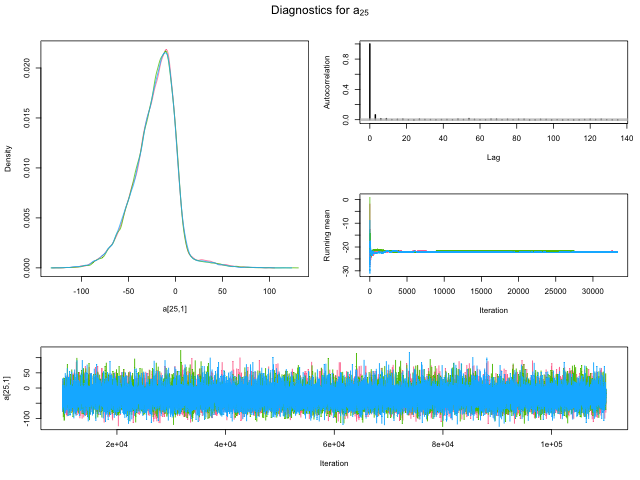 Diagnostics for a25
Density
0.000 0.005 0.010 0.015 0.020
-100 -50 0 50 100
a[25,1]
Autocorrelation
0.0 0.4 0.8
0 20 40 60 80 100 120 140
Lag
Running mean
-30 -20 -10 0
0 5000 10000 15000 20000 25000 30000
Iteration
a[25,1]
-100 0 50
2e+04 4e+04 6e+04 8e+04 1e+05
Iteration